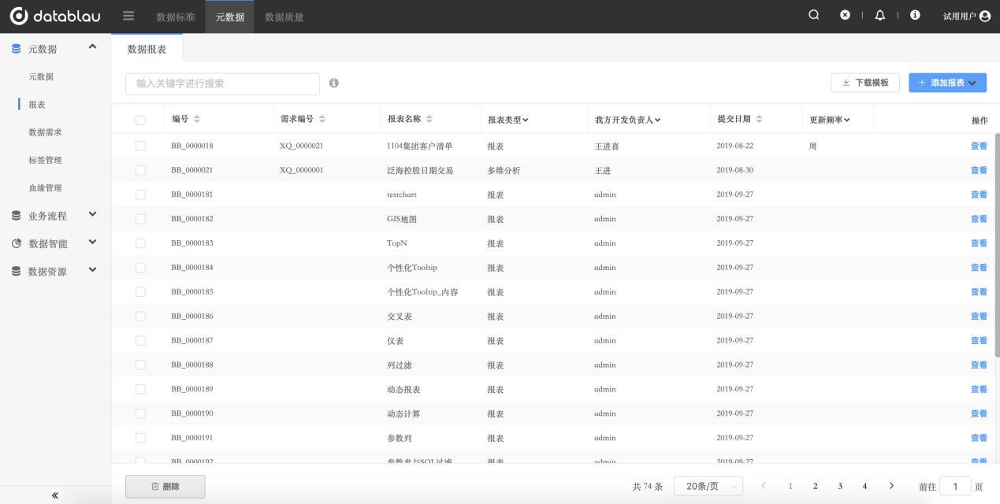 datablau 数据标准 元数据 数据质量 试用用户
元数据
元数据
报表
数据需求
标签管理
血缘管理
业务流程
数据智能
数据资源
数据报表
输入关键字进行搜索 下载模板 + 添加报表
编号 需求编号 报表名称 报表类型 我方开发负责人 提交日期 更新频率 操作
BB_0000018 XQ_0000021 1104集团客户清单 报表 王进喜 2019-08-22 周 查看
BB_0000021 XQ_0000001 泛海控股日期交易 多维分析 王进 2019-08-30 查看
BB_0000181 testchart 报表 admin 2019-09-27 查看
BB_0000182 GIS地图 报表 admin 2019-09-27 查看
BB_0000183 TopN 报表 admin 2019-09-27 查看
BB_0000184 个性化Tooltip 报表 admin 2019-09-27 查看
BB_0000185 个性化Tooltip_内容 报表 admin 2019-09-27 查看
BB_0000186 交叉表 报表 admin 2019-09-27 查看
BB_0000187 仪表 报表 admin 2019-09-27 查看
BB_0000188 列过滤 报表 admin 2019-09-27 查看
BB_0000189 动态报表 报表 admin 2019-09-27 查看
BB_0000190 动态计算 报表 admin 2019-09-27 查看
BB_0000191 参数列 报表 admin 2019-09-27 查看
BB_0000192 参数参与SQL过滤 报表 admin 2019-09-27 查看
删除 共 74 条 20条/页 1 2 3 4 前往 1 页